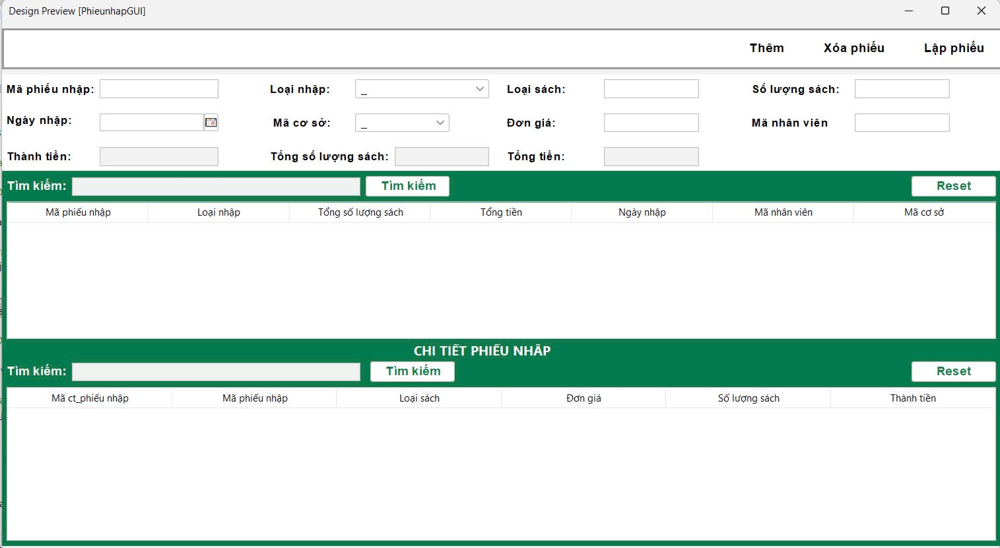 Design Preview [PhieunhapGUI]
Thêm Xóa phiếu Lập phiếu
Mã phiếu nhập: Loại nhập: _ Loại sách: Số lượng sách:
Ngày nhập: Mã cơ sở: _ Đơn giá: Mã nhân viên
Thành tiền: Tổng số lượng sách: Tổng tiền:
Tìm kiếm: Tìm kiếm Reset
Mã phiếu nhập Loại nhập Tổng số lượng sách Tổng tiền Ngày nhập Mã nhân viên Mã cơ sở
CHI TIẾT PHIẾU NHÂP
Tìm kiếm: Tìm kiếm Reset
Mã ct_phiếu nhập Mã phiếu nhập Loại sách Đơn giá Số lượng sách Thành tiền